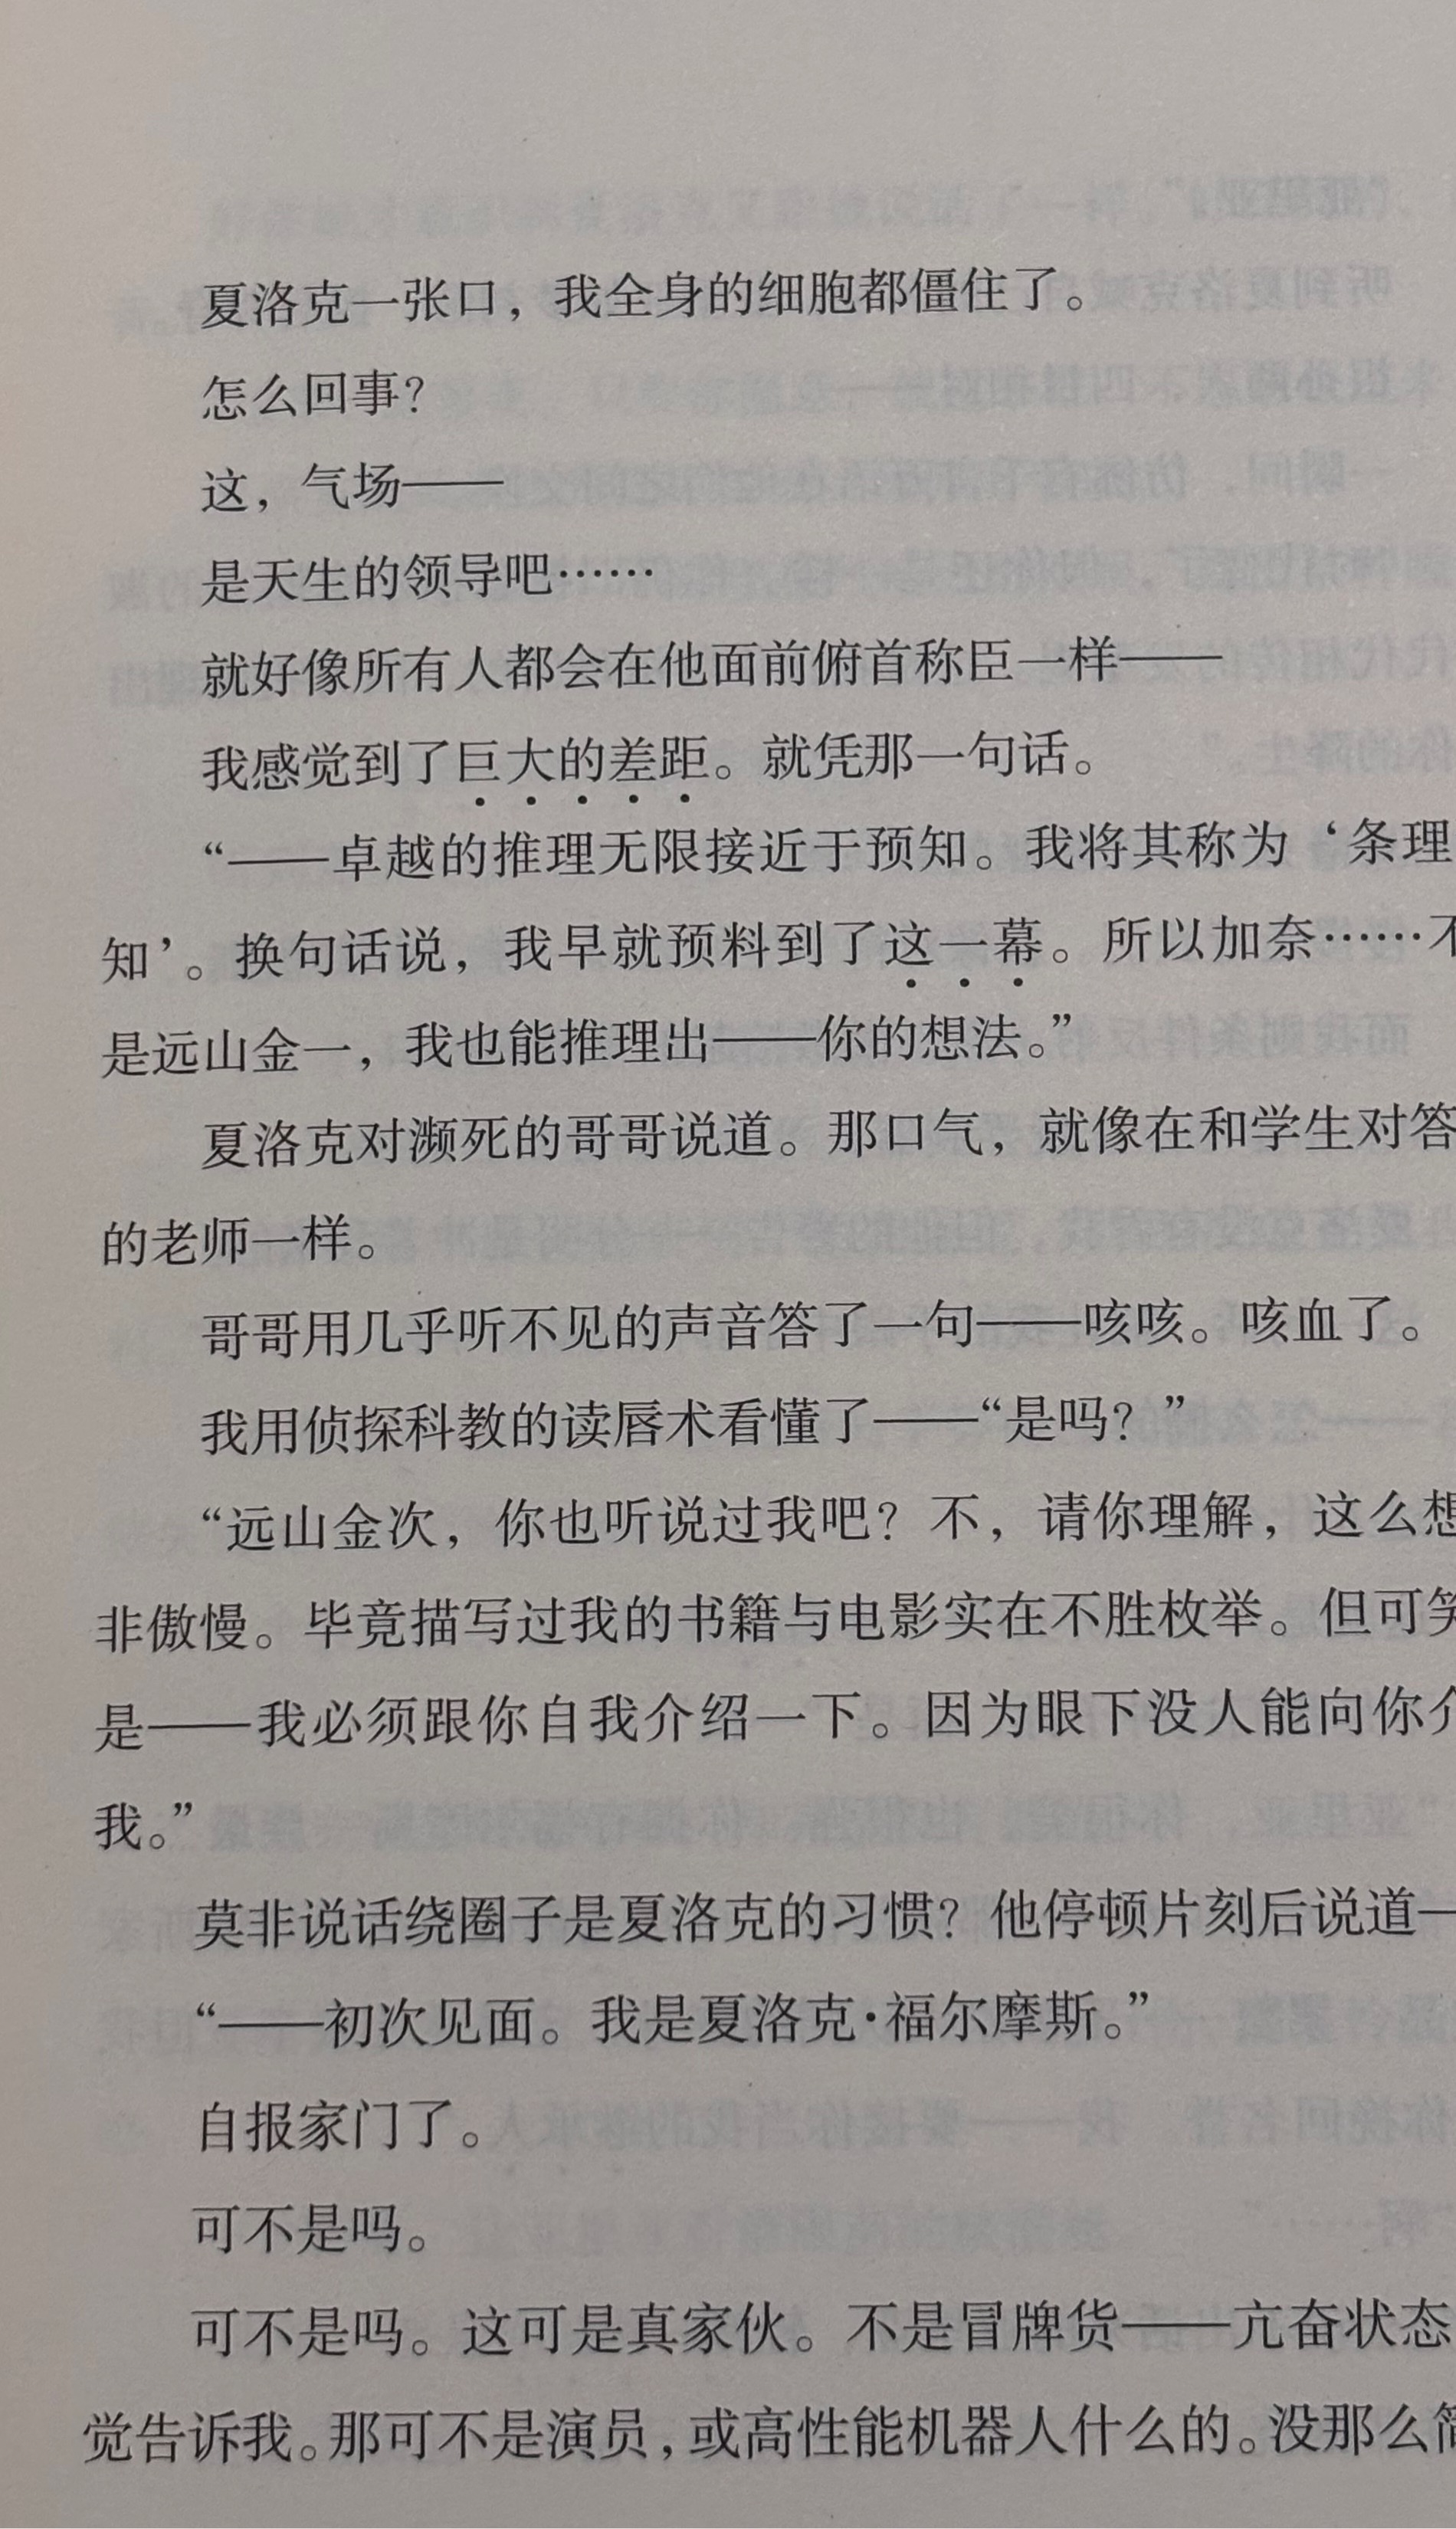 夏洛克一张口，我全身的细胞都僵住了。
怎么回事？
这，气场——
是天生的领导吧……
就好像所有人都会在他面前俯首称臣一样——
我感觉到了巨大的差距。就凭那一句话。
“——卓越的推理无限接近于预知。我将其称为‘条理
知’。换句话说，我早就预料到了这一幕。所以加奈……不
是远山金一，我也能推理出——你的想法。”
夏洛克对濒死的哥哥说道。那口气，就像在和学生对答
的老师一样。
哥哥用几乎听不见的声音答了一句——咳咳。咳血了。
我用侦探科教的读唇术看懂了——“是吗？”
“远山金次，你也听说过我吧？不，请你理解，这么想
非傲慢。毕竟描写过我的书籍与电影实在不胜枚举。但可笑
是——我必须跟你自我介绍一下。因为眼下没人能向你介
我。”
莫非说话绕圈子是夏洛克的习惯？他停顿片刻后说道—
“——初次见面。我是夏洛克·福尔摩斯。”
自报家门了。
可不是吗。
可不是吗。这可是真家伙。不是冒牌货——亢奋状态
觉告诉我。那可不是演员，或高性能机器人什么的。没那么简